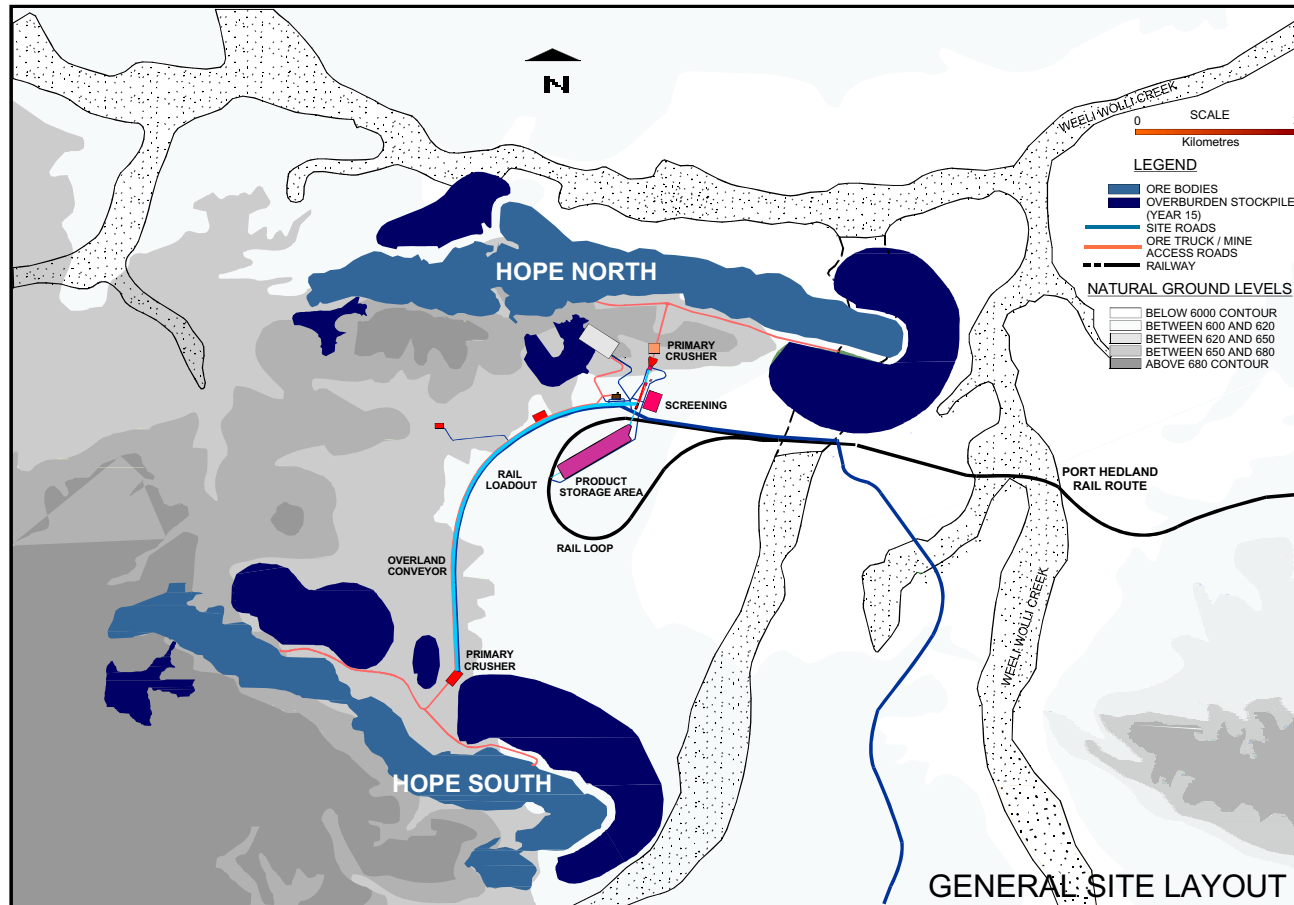 N
WEELI WOLLI CREEK
SCALE
0
Kilometres
LEGEND
ORE BODIES
OVERBURDEN STOCKPILE
(YEAR 15)
SITE ROADS
ORE TRUCK / MINE
ACCESS ROADS
RAILWAY
NATURAL GROUND LEVELS
BELOW 6000 CONTOUR
BETWEEN 600 AND 620
BETWEEN 620 AND 650
BETWEEN 650 AND 680
ABOVE 680 CONTOUR
HOPE NORTH
PRIMARY
CRUSHER
SCREENING
RAIL
LOADOUT
PRODUCT
STORAGE AREA
PORT HEDLAND
RAIL ROUTE
RAIL LOOP
OVERLAND
CONVEYOR
WEELI WOLLI CREEK
PRIMARY
CRUSHER
HOPE SOUTH
GENERAL SITE LAYOUT